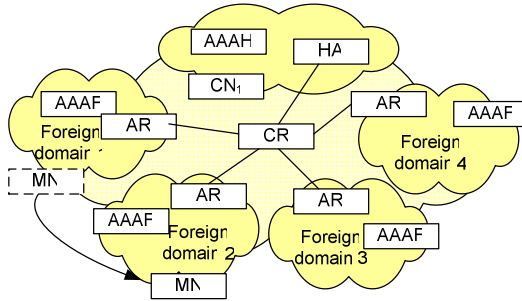 AAAH
HA
CN1
AAAF
AR
Foreign
domain 1
MN
CR
AR
AAAF
Foreign
domain 4
AR
AAAF
Foreign
domain 2
MN
AR
Foreign
domain 3
AAAF